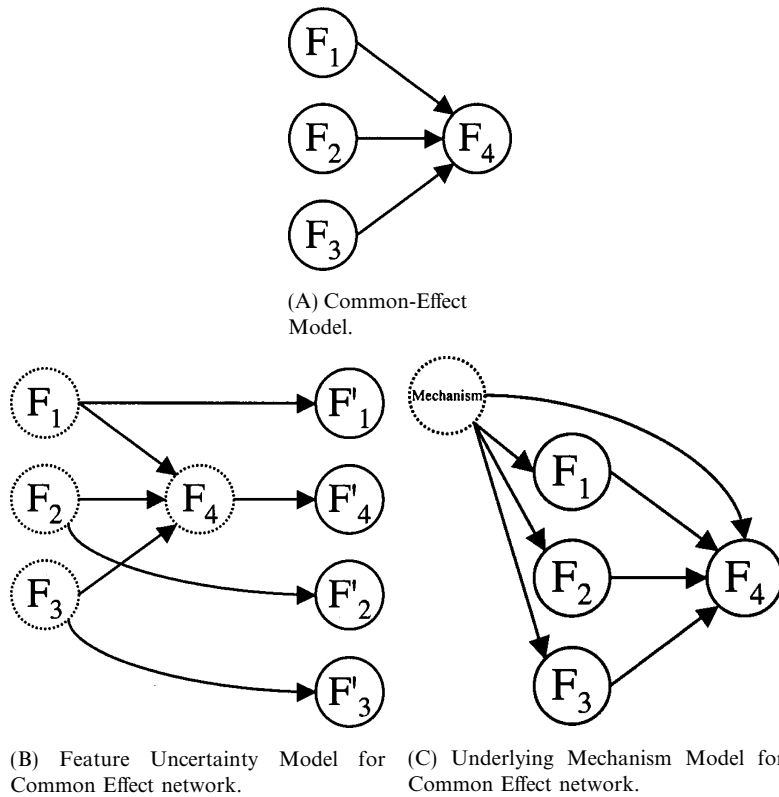 F1
F2
F4
F3
(A) Common-Effect
Model.
F1
F'1
F2
F4
F'4
F3
F'2
F'3
(B) Feature Uncertainty Model for
Common Effect network.
Mechanism
F1
F2
F4
F3
(C) Underlying Mechanism Model for
Common Effect network.